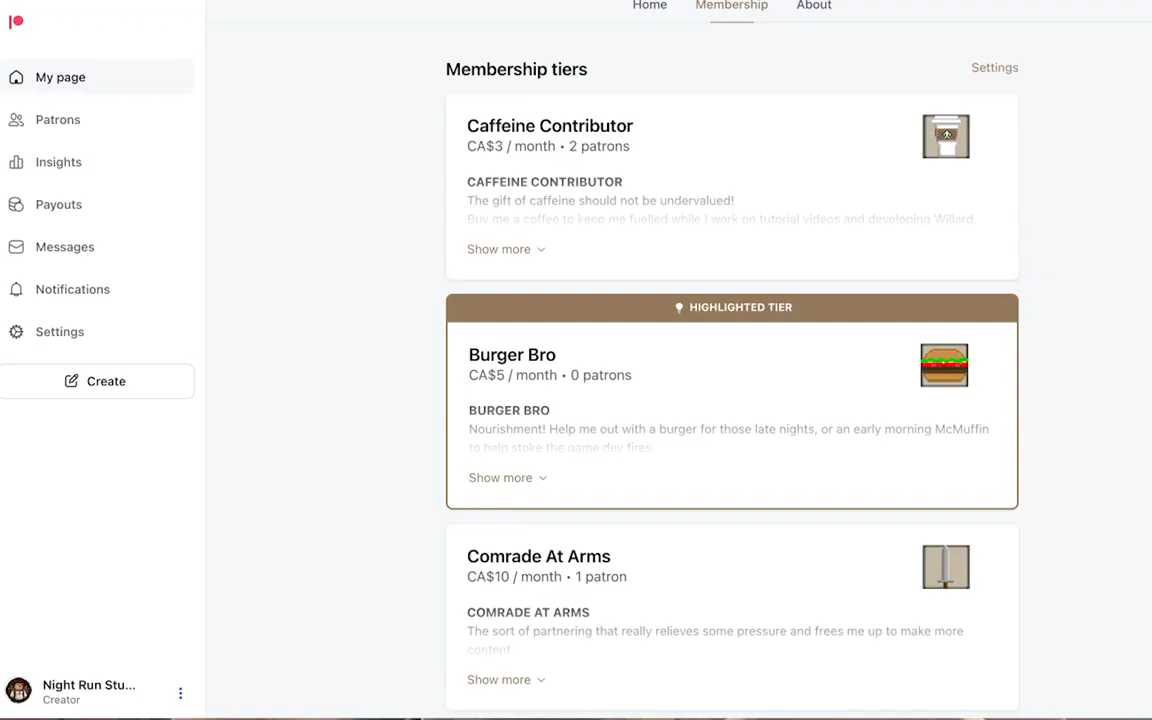 Home Membership About
My page
Patrons
Insights
Payouts
Messages
Notifications
Settings
Create
Night Run Stu...
Creator
Membership tiers
Settings
Caffeine Contributor
CA$3 / month • 2 patrons
CAFFEINE CONTRIBUTOR
The gift of caffeine should not be undervalued!
Buy me a coffee to keep me fuelled while I work on tutorial videos and developing Willard.
Show more
HIGHLIGHTED TIER
Burger Bro
CA$5 / month • 0 patrons
BURGER BRO
Nourishment! Help me out with a burger for those late nights, or an early morning McMuffin
to help stoke the game dev fires.
Show more
Comrade At Arms
CA$10 / month • 1 patron
COMRADE AT ARMS
The sort of partnering that really relieves some pressure and frees me up to make more
content.
Show more